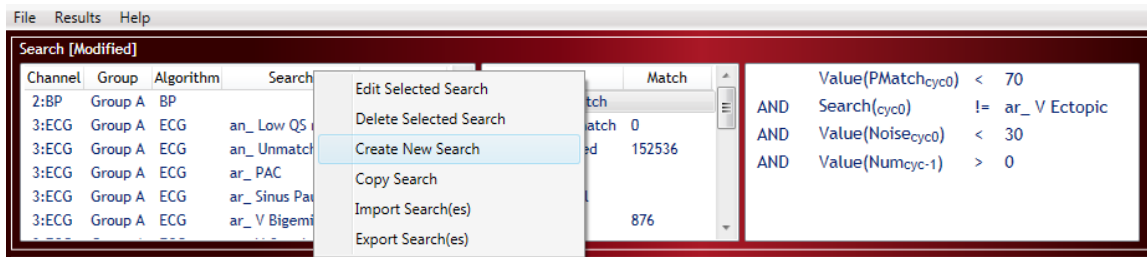 File Results Help
Search [Modified]
Channel Group Algorithm Search Match
2:BP Group A BP
3:ECG Group A ECG an_ Low QS 0
3:ECG Group A ECG an_ Unmatch 152536
3:ECG Group A ECG ar_ PAC
3:ECG Group A ECG ar_ Sinus Pau
3:ECG Group A ECG ar_ V Bigemi 876
Edit Selected Search
Delete Selected Search
Create New Search
Copy Search
Import Search(es)
Export Search(es)
Value(PMatchcyc0) < 70
AND Search(cyc0) != ar_ V Ectopic
AND Value(Noisecyc0) < 30
AND Value(Numcyc-1) > 0